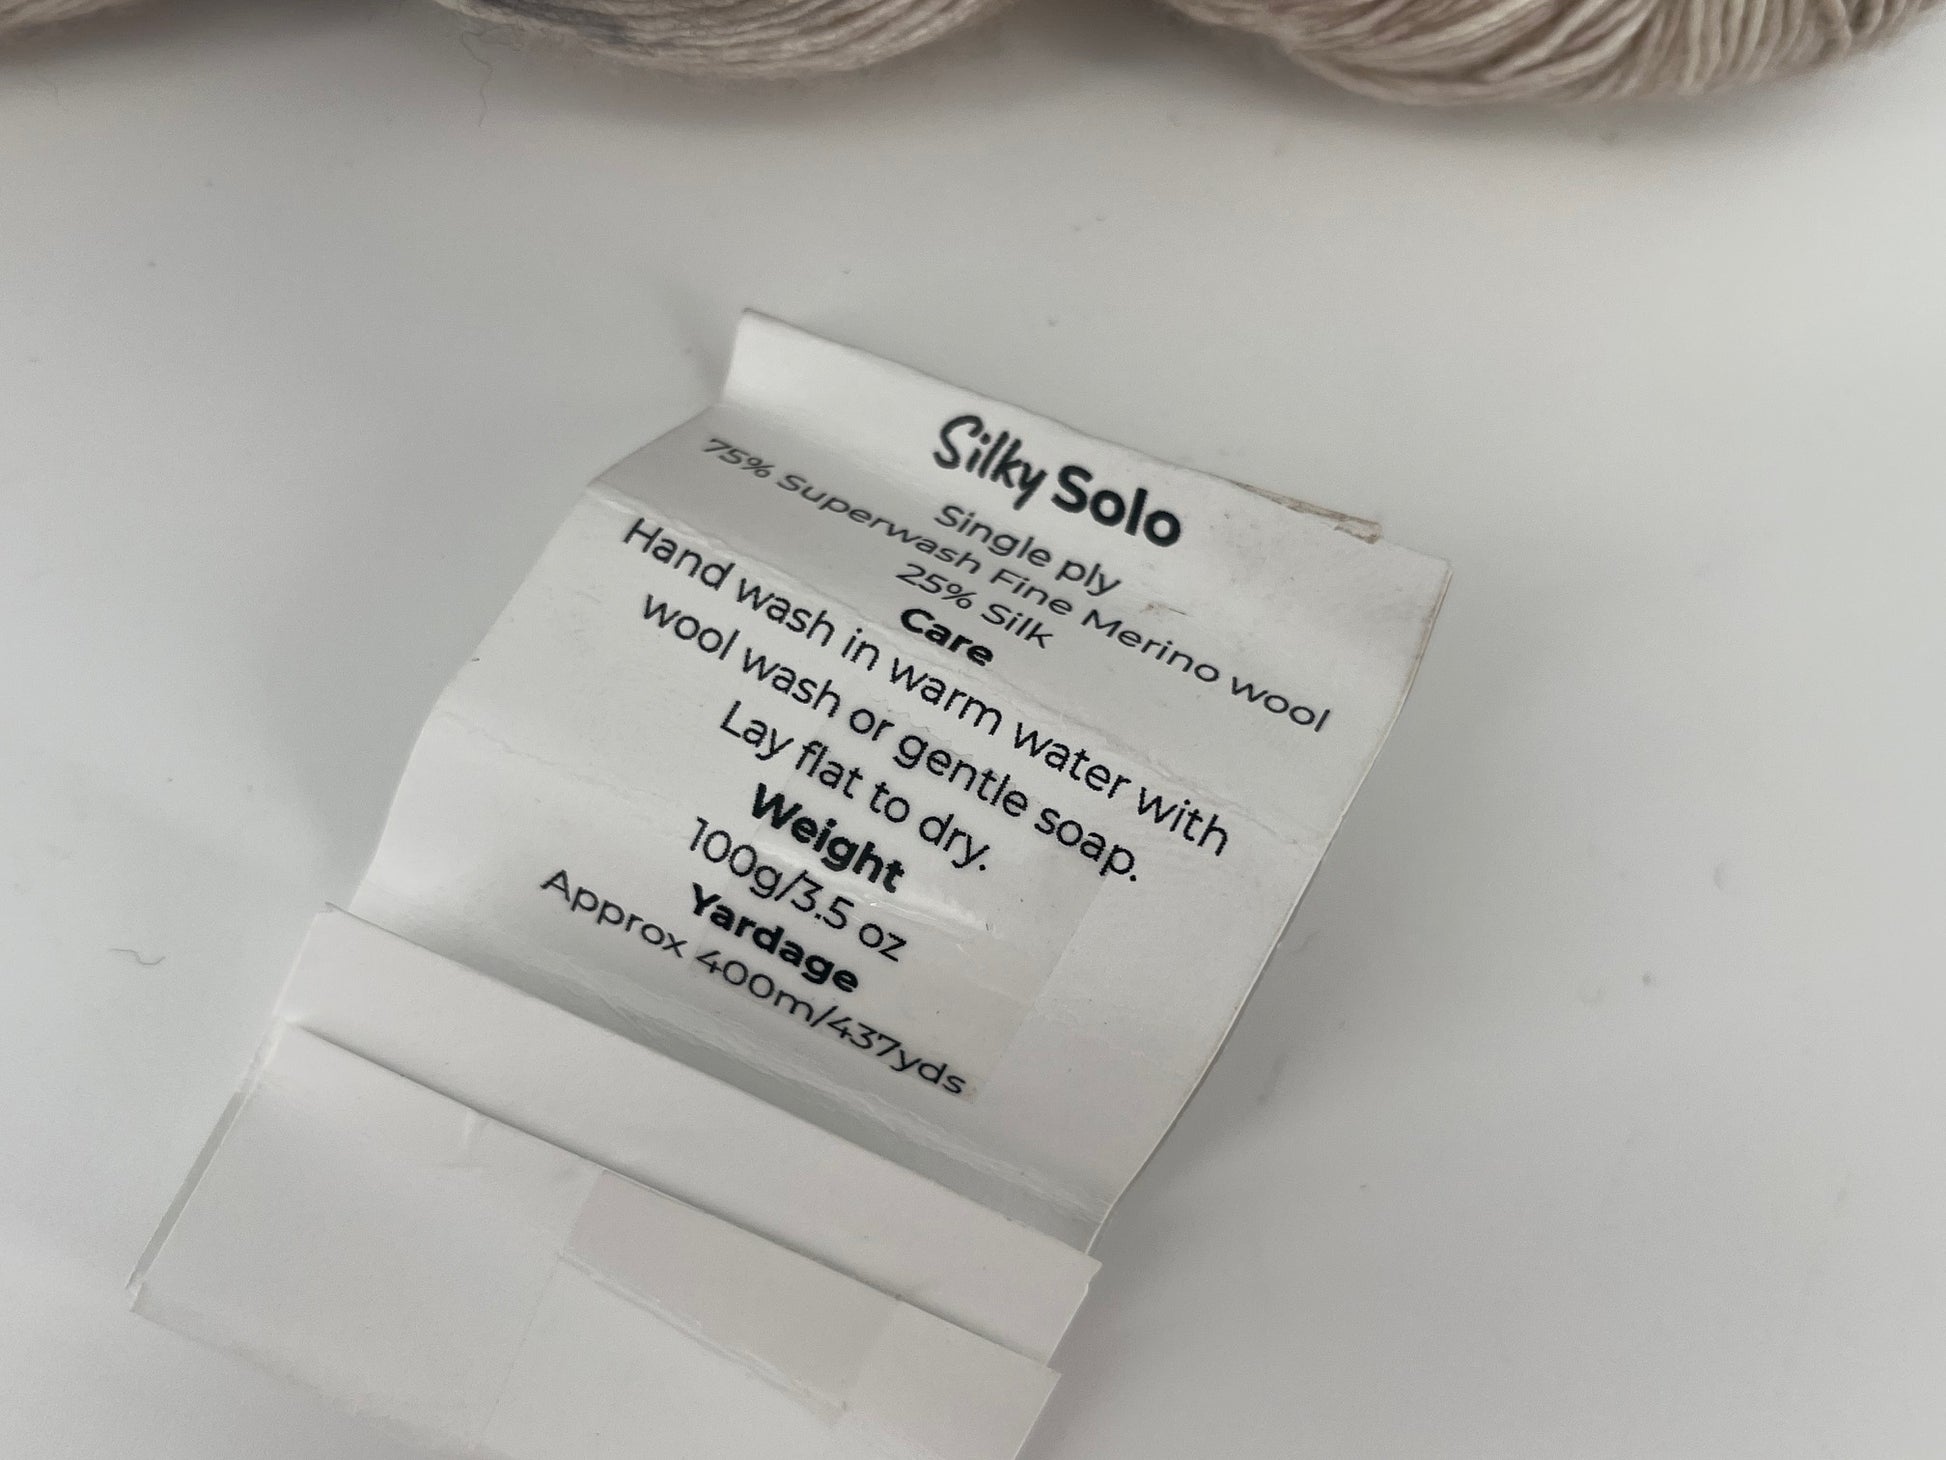 Silky Solo
Single ply
75% Superwash Fine Merino wool
25% Silk
Care
Hand wash in warm water with
wool wash or gentle soap.
Lay flat to dry.
Weight
100g/3.5 oz
Yardage
Approx 400m/437yds